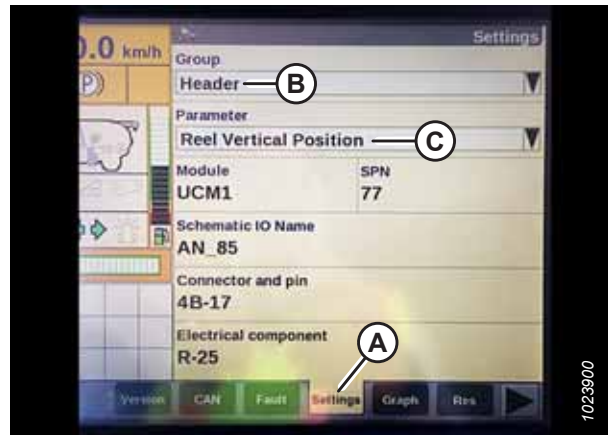 .0 km/h
Settings
Group
Header
B
(P)
Parameter
Reel Vertical Position
C
Module SPN
UCM1 77
Schematic IO Name
AN_85
Connector and pin
4B-17
Electrical component
R-25
A
Version CAN Fault Settings Graph Res
1023900